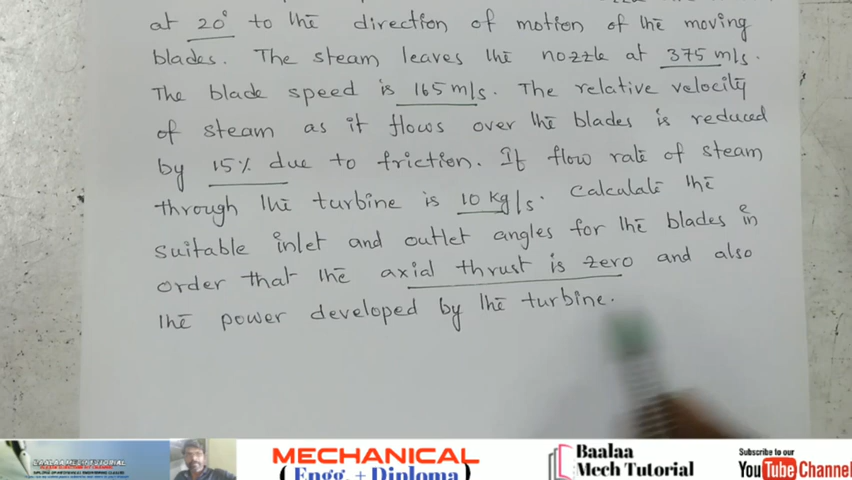 at 20° to the direction of motion of the moving
blades. The steam leaves the nozzle at 375 m/s.
The blade speed is 165 m/s. The relative velocity
of steam as it flows over the blades is reduced
by 15% due to friction. If flow rate of steam
through the turbine is 10 kg/s. Calculate the
suitable inlet and outlet angles for the blades in
order that the axial thrust is zero and also
the power developed by the turbine.
BAALAA MECH TUTORIAL
MECHANICAL
(Engg. + Diploma)
Baalaa
Mech Tutorial
Subscribe to our
YouTube Channel